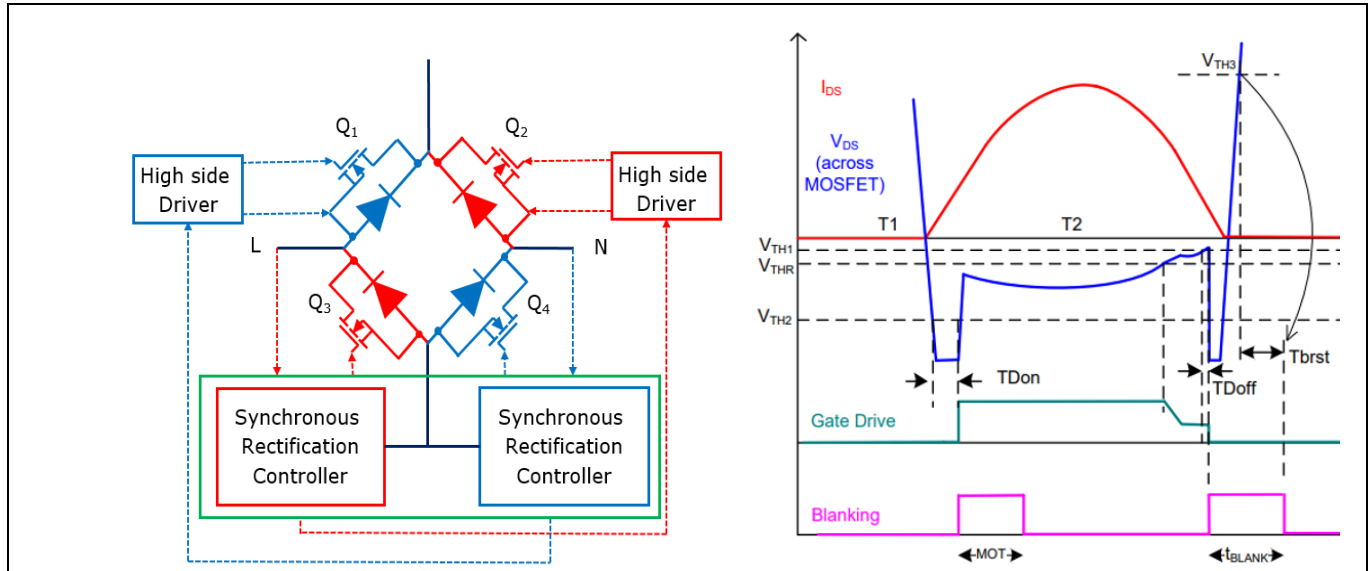 Q1
Q2
High side
Driver
High side
Driver
L
N
Q3
Q4
Synchronous
Rectification
Controller
Synchronous
Rectification
Controller
IDS
VDS
(across
MOSFET)
VTH3
T1
T2
VTH1
VTHR
VTH2
TDon
TDoff
Tbrst
Gate Drive
Blanking
MOT
tBLANK